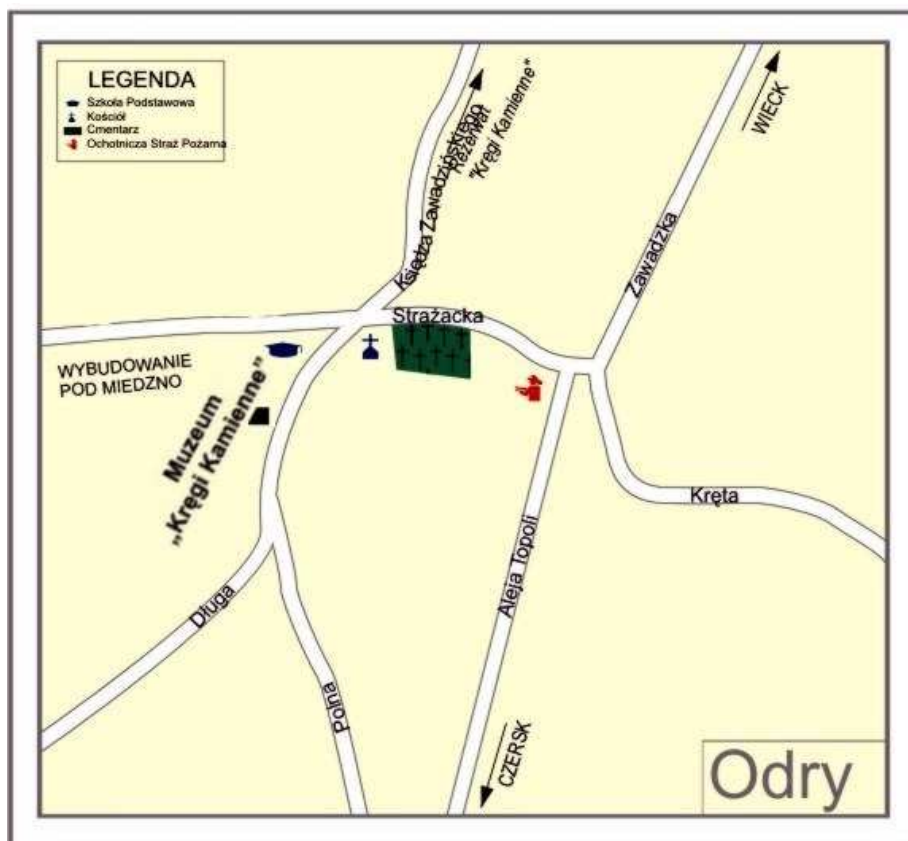 LEGENDA
Szkoła Podstawowa
Kościół
Cmentarz
Ochotnicza Straż Pożarna
Księdza Zawadzińskiego
Rezerwat
"Kręgi Kamienne"
WIECK
Zawadzka
Strażacka
WYBUDOWANIE
POD MIEDZNO
Muzeum
„Kręgi Kamienne”
Kręta
Aleja Topoli
Długa
Polna
CZERSK
Odry